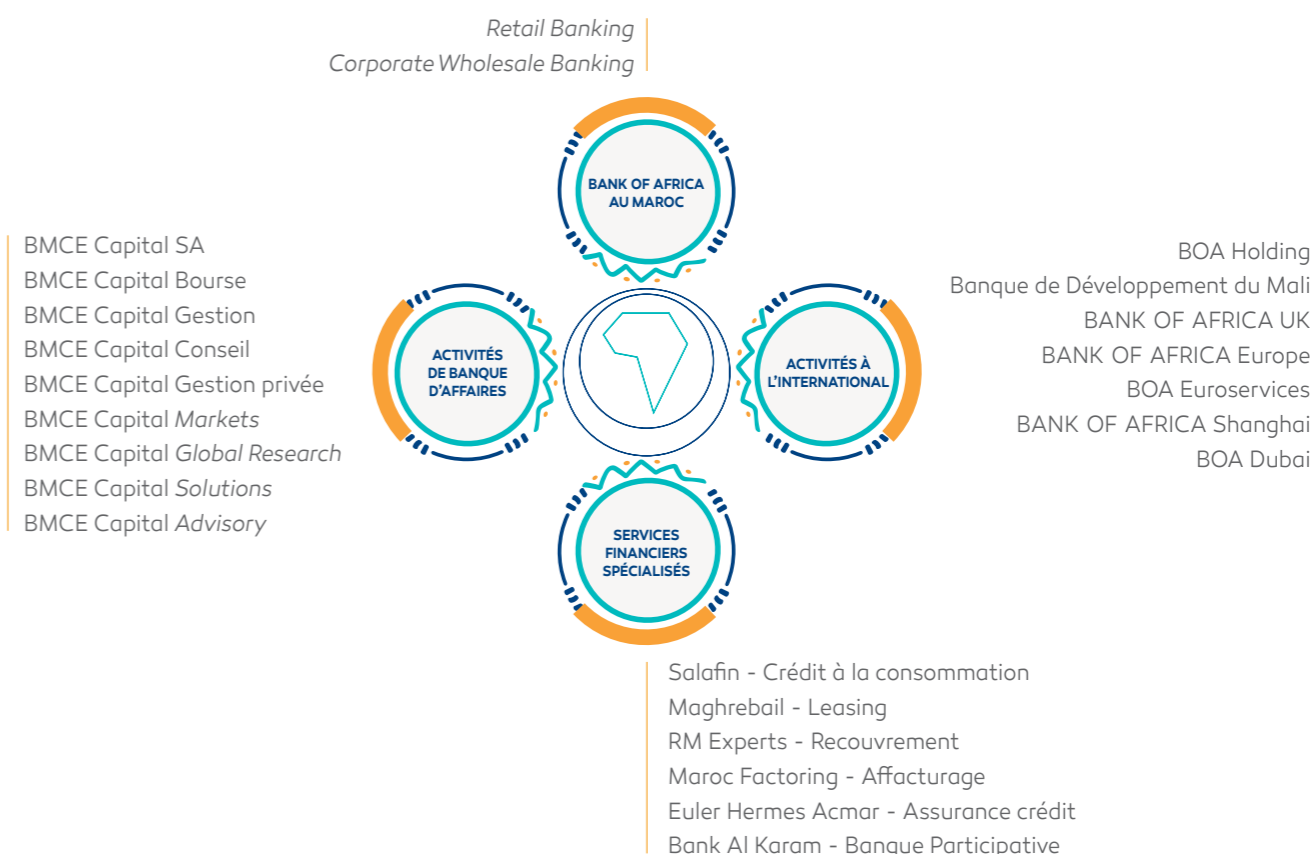 Retail Banking
Corporate Wholesale Banking
BANK OF AFRICA
AU MAROC
BMCE Capital SA
BMCE Capital Bourse
BMCE Capital Gestion
BMCE Capital Conseil
BMCE Capital Gestion privée
BMCE Capital Markets
BMCE Capital Global Research
BMCE Capital Solutions
BMCE Capital Advisory
ACTIVITÉS
DE BANQUE
D'AFFAIRES
ACTIVITÉS À
L'INTERNATIONAL
BOA Holding
Banque de Développement du Mali
BANK OF AFRICA UK
BANK OF AFRICA Europe
BOA Euroservices
BANK OF AFRICA Shanghai
BOA Dubai
SERVICES
FINANCIERS
SPÉCIALISÉS
Salafin - Crédit à la consommation
Maghrebail - Leasing
RM Experts - Recouvrement
Maroc Factoring - Affacturage
Euler Hermes Acmar - Assurance crédit
Bank Al Karam - Banque Participative